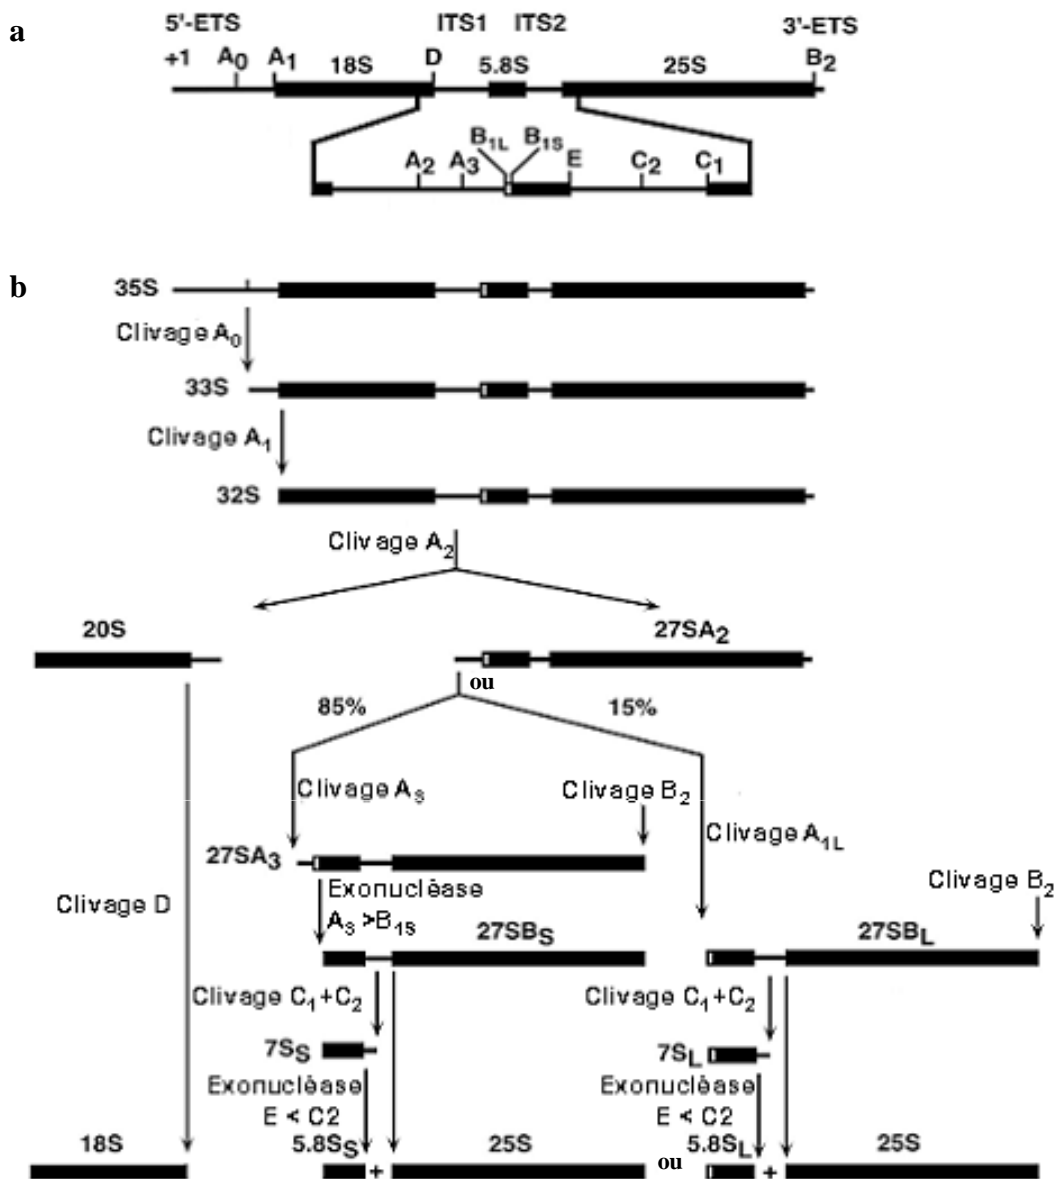 a
5'-ETS ITS1 ITS2 3'-ETS
+1 A0 A1 18S D 5.8S 25S B2
A2 A3 B1L B1S E C2 C1
b
35S
Clivage A0
33S
Clivage A1
32S
Clivage A2
20S 27SA2
ou
85% 15%
Clivage A3 Clivage B2
Clivage A1L
27SA3
Exonuclèase
A3 >B1S
Clivage B2
Clivage D
27SBS 27SBL
Clivage C1+C2 Clivage C1+C2
7SS 7SL
Exonuclèase Exonuclèase
E < C2 E < C2
18S 5.8SS 25S ou 5.8SL 25S
+ +